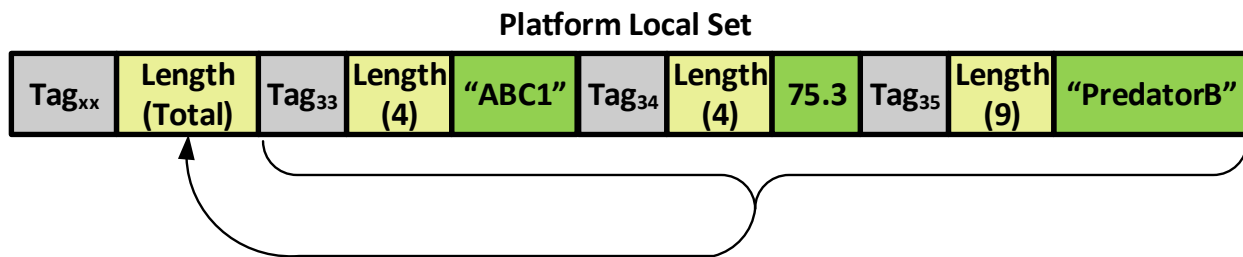 Platform Local Set
Tagxx
Length
(Total)
Tag33
Length
(4)
“ABC1”
Tag34
Length
(4)
75.3
Tag35
Length
(9)
“PredatorB”